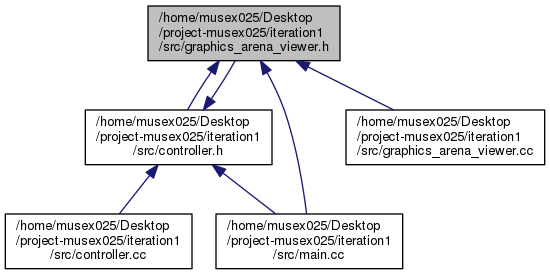 /home/musex025/Desktop
/project-musex025/iteration1
/src/graphics_arena_viewer.h
/home/musex025/Desktop
/project-musex025/iteration1
/src/controller.h
/home/musex025/Desktop
/project-musex025/iteration1
/src/graphics_arena_viewer.cc
/home/musex025/Desktop
/project-musex025/iteration1
/src/controller.cc
/home/musex025/Desktop
/project-musex025/iteration1
/src/main.cc